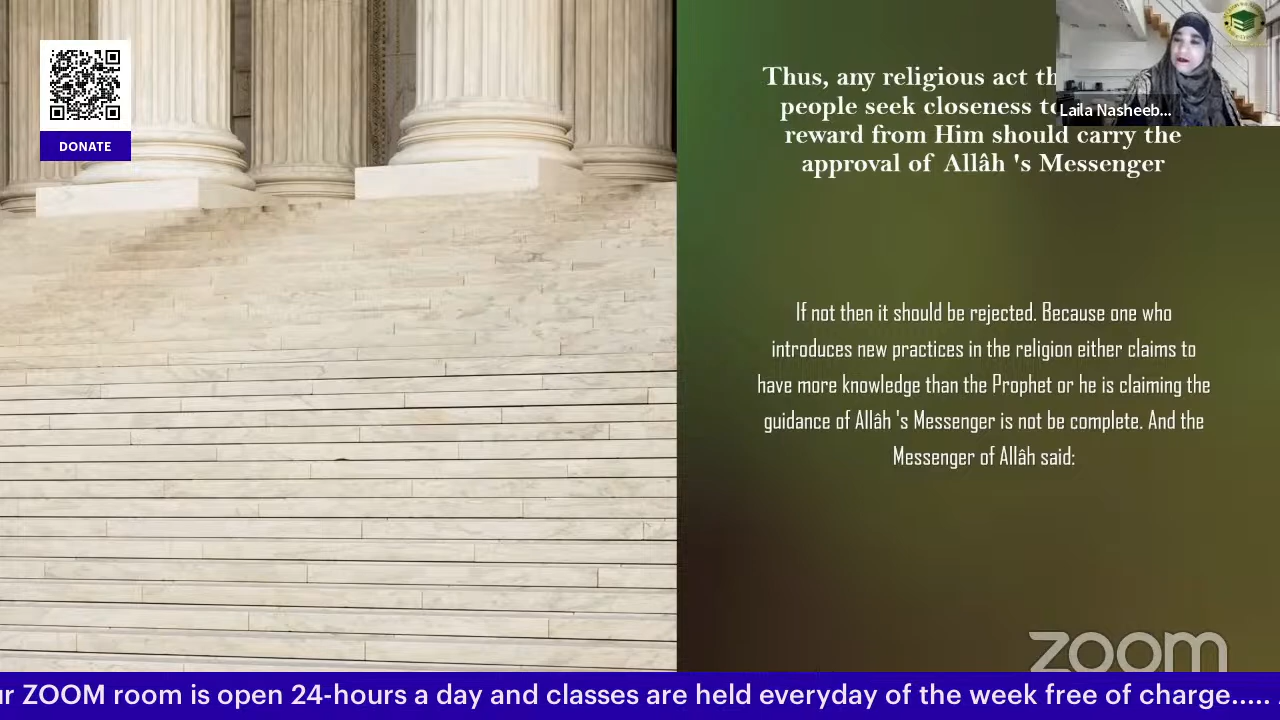 DONATE
Thus, any religious act
people seek closeness
reward from Him should carry the
approval of Allâh 's Messenger
Laila Nasheeb...
If not then it should be rejected. Because one who
introduces new practices in the religion either claims to
have more knowledge than the Prophet or he is claiming the
guidance of Allâh 's Messenger is not be complete. And the
Messenger of Allâh said:
zoom
ZOOM room is open 24-hours a day and classes are held everyday of the week free of charge.....